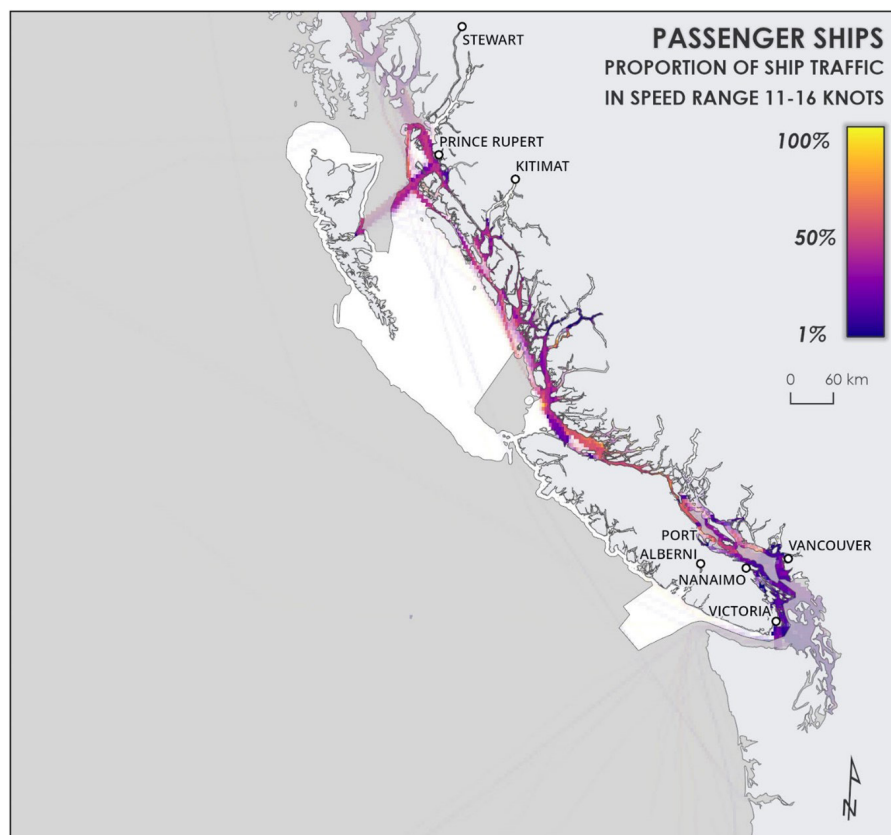 PASSENGER SHIPS
PROPORTION OF SHIP TRAFFIC
IN SPEED RANGE 11-16 KNOTS
100%
50%
1%
0 60 km
STEWART
PRINCE RUPERT
KITIMAT
PORT
ALBERNI
VANCOUVER
NANAIMO
VICTORIA
N